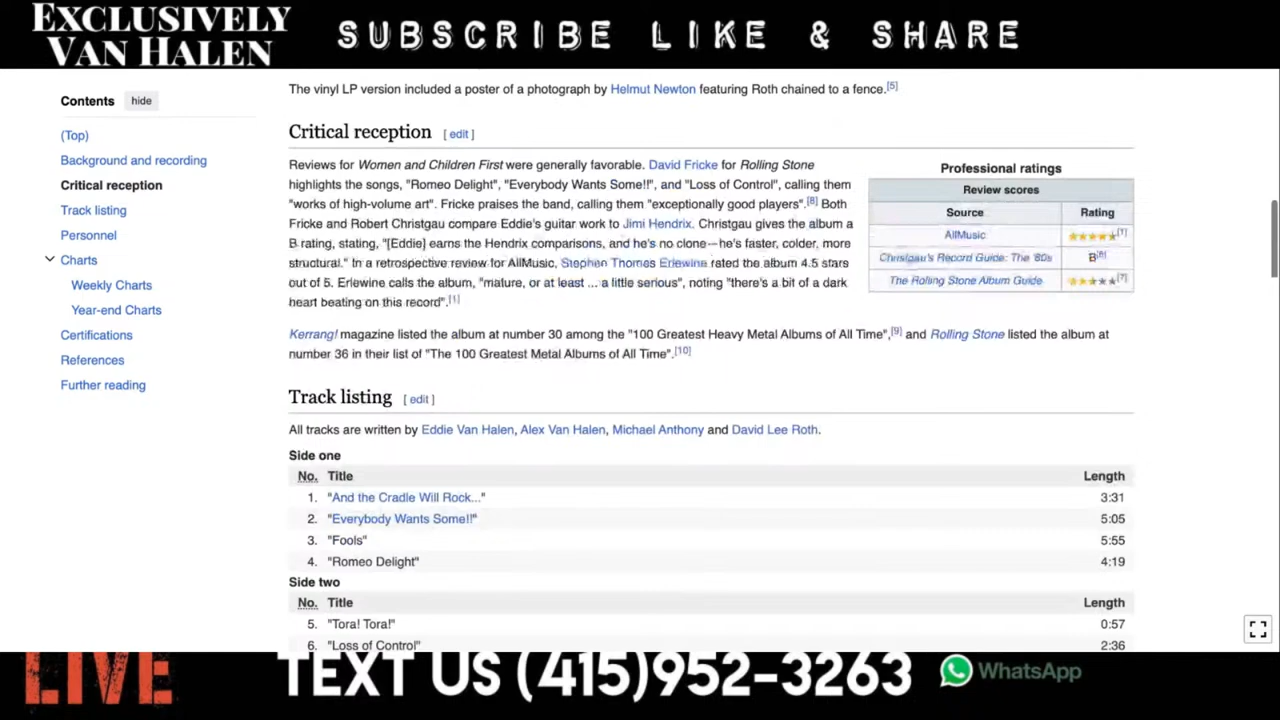 EXCLUSIVELY
VAN HALEN
SUBSCRIBE LIKE & SHARE
Contents hide
(Top)
Background and recording
Critical reception
Track listing
Personnel
Charts
Weekly Charts
Year-end Charts
Certifications
References
Further reading
The vinyl LP version included a poster of a photograph by Helmut Newton featuring Roth chained to a fence.[5]
Critical reception [ edit ]
Reviews for Women and Children First were generally favorable. David Fricke for Rolling Stone
highlights the songs, "Romeo Delight", "Everybody Wants Some!!", and "Loss of Control", calling them
"works of high-volume art". Fricke praises the band, calling them "exceptionally good players".[8] Both
Fricke and Robert Christgau compare Eddie's guitar work to Jimi Hendrix. Christgau gives the album a
B rating, stating, "[Eddie] earns the Hendrix comparisons, and he's no clone—he's faster, colder, more
structural." In a retrospective review for AllMusic, Stephen Thomas Erlewine rated the album 4.5 stars
out of 5. Erlewine calls the album, "mature, or at least ... a little serious", noting "there's a bit of a dark
heart beating on this record".[1]
Professional ratings
Review scores
Source Rating
AllMusic
Christgau's Record Guide: The '80s B[6]
The Rolling Stone Album Guide [7]
Kerrang! magazine listed the album at number 30 among the "100 Greatest Heavy Metal Albums of All Time",[9] and Rolling Stone listed the album at
number 36 in their list of "The 100 Greatest Metal Albums of All Time".[10]
Track listing [ edit ]
All tracks are written by Eddie Van Halen, Alex Van Halen, Michael Anthony and David Lee Roth.
Side one
No. Title Length
1. "And the Cradle Will Rock..." 3:31
2. "Everybody Wants Some!!" 5:05
3. "Fools" 5:55
4. "Romeo Delight" 4:19
Side two
No. Title Length
5. "Tora! Tora!" 0:57
6. "Loss of Control" 2:36
LIVE
TEXT US (415)952-3263
WhatsApp